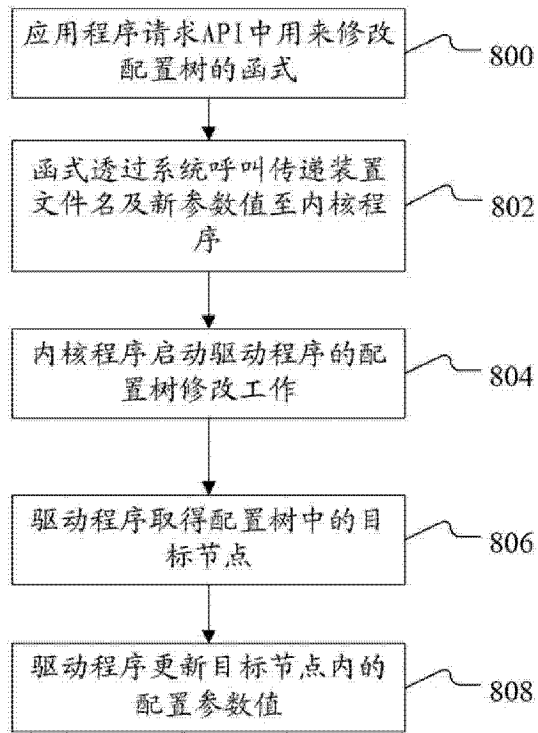 应用程序请求API中用来修改
配置树的函式
800
函式透过系统呼叫传递装置
文件名及新参数值至内核程
序
802
内核程序启动驱动程序的配
置树修改工作
804
驱动程序取得配置树中的目
标节点
806
驱动程序更新目标节点内的
配置参数值
808